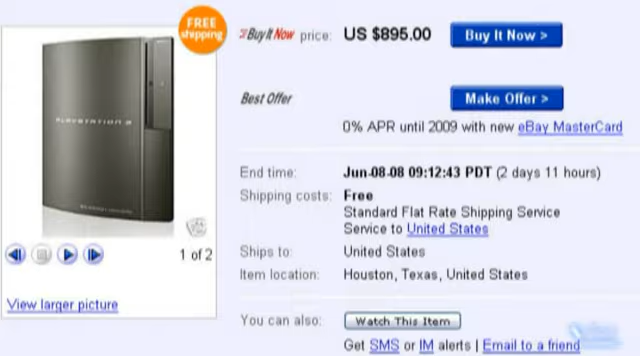 FREE
shipping
Buy It Now price: US $895.00 Buy It Now >
PLAYSTATION 3
Best Offer Make Offer >
0% APR until 2009 with new eBay MasterCard
End time: Jun-08-08 09:12:43 PDT (2 days 11 hours)
Shipping costs: Free
Standard Flat Rate Shipping Service
Service to United States
1 of 2
Ships to: United States
Item location: Houston, Texas, United States
View larger picture
You can also: Watch This Item
Get SMS or IM alerts | Email to a friend